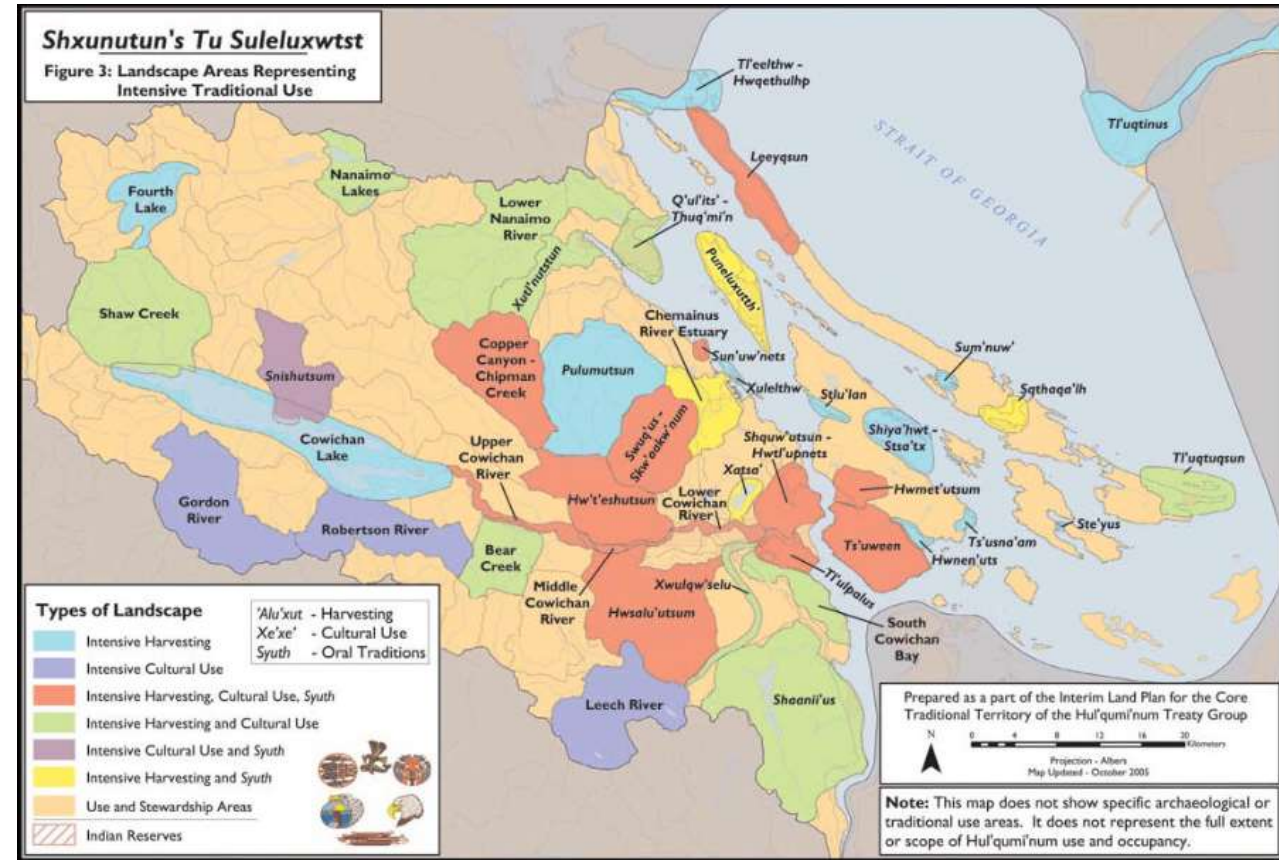 Shxunutun's Tu Suleluxwtst
Figure 3: Landscape Areas Representing
Intensive Traditional Use
Tl'eelthw -
Hwqethulhp
Tl'uqtinus
STRAIT OF GEORGIA
Leeyqsun
Fourth
Lake
Nanaimo
Lakes
Lower
Nanaimo
River
Q'ul'its' -
Thuq'mi'n
Xutl'nutstun
Puneluxutth'
Shaw Creek
Chemainus
River Estuary
Copper
Canyon -
Chipman
Creek
Pulumutsun
Sun'uw'nets
Xulelthw
Snishutsum
Stlu'lan
Sum'nuw'
Sqthaqa'lh
Swuq'us -
Skw'aakw'num
Shquw'utsun -
Hwtl'upnets
Shiya'hwt -
Stsa'tx
Tl'uqtuqsun
Cowichan
Lake
Upper
Cowichan
River
Xatsa'
Hw't'eshutsun
Lower
Cowichan
River
Hwmet'utsum
Gordon
River
Robertson River
Ste'yus
Ts'usna'am
Ts'uween
Hwnen'uts
Bear
Creek
Middle
Cowichan
River
Xwulqw'selu
Tl'ulpalus
Hwsalu'utsum
South
Cowichan
Bay
Leech River
Shaanii'us
Types of Landscape
'Alu'xut - Harvesting
Xe'xe' - Cultural Use
Syuth - Oral Traditions
Intensive Harvesting
Intensive Cultural Use
Intensive Harvesting, Cultural Use, Syuth
Intensive Harvesting and Cultural Use
Intensive Cultural Use and Syuth
Intensive Harvesting and Syuth
Use and Stewardship Areas
Indian Reserves
Prepared as a part of the Interim Land Plan for the Core
Traditional Territory of the Hul'qumi'num Treaty Group
N
0 4 8 12 16 20
Kilometers
Projection - Albers
Map Updated - October 2005
Note: This map does not show specific archaeological or
traditional use areas. It does not represent the full extent
or scope of Hul'qumi'num use and occupancy.